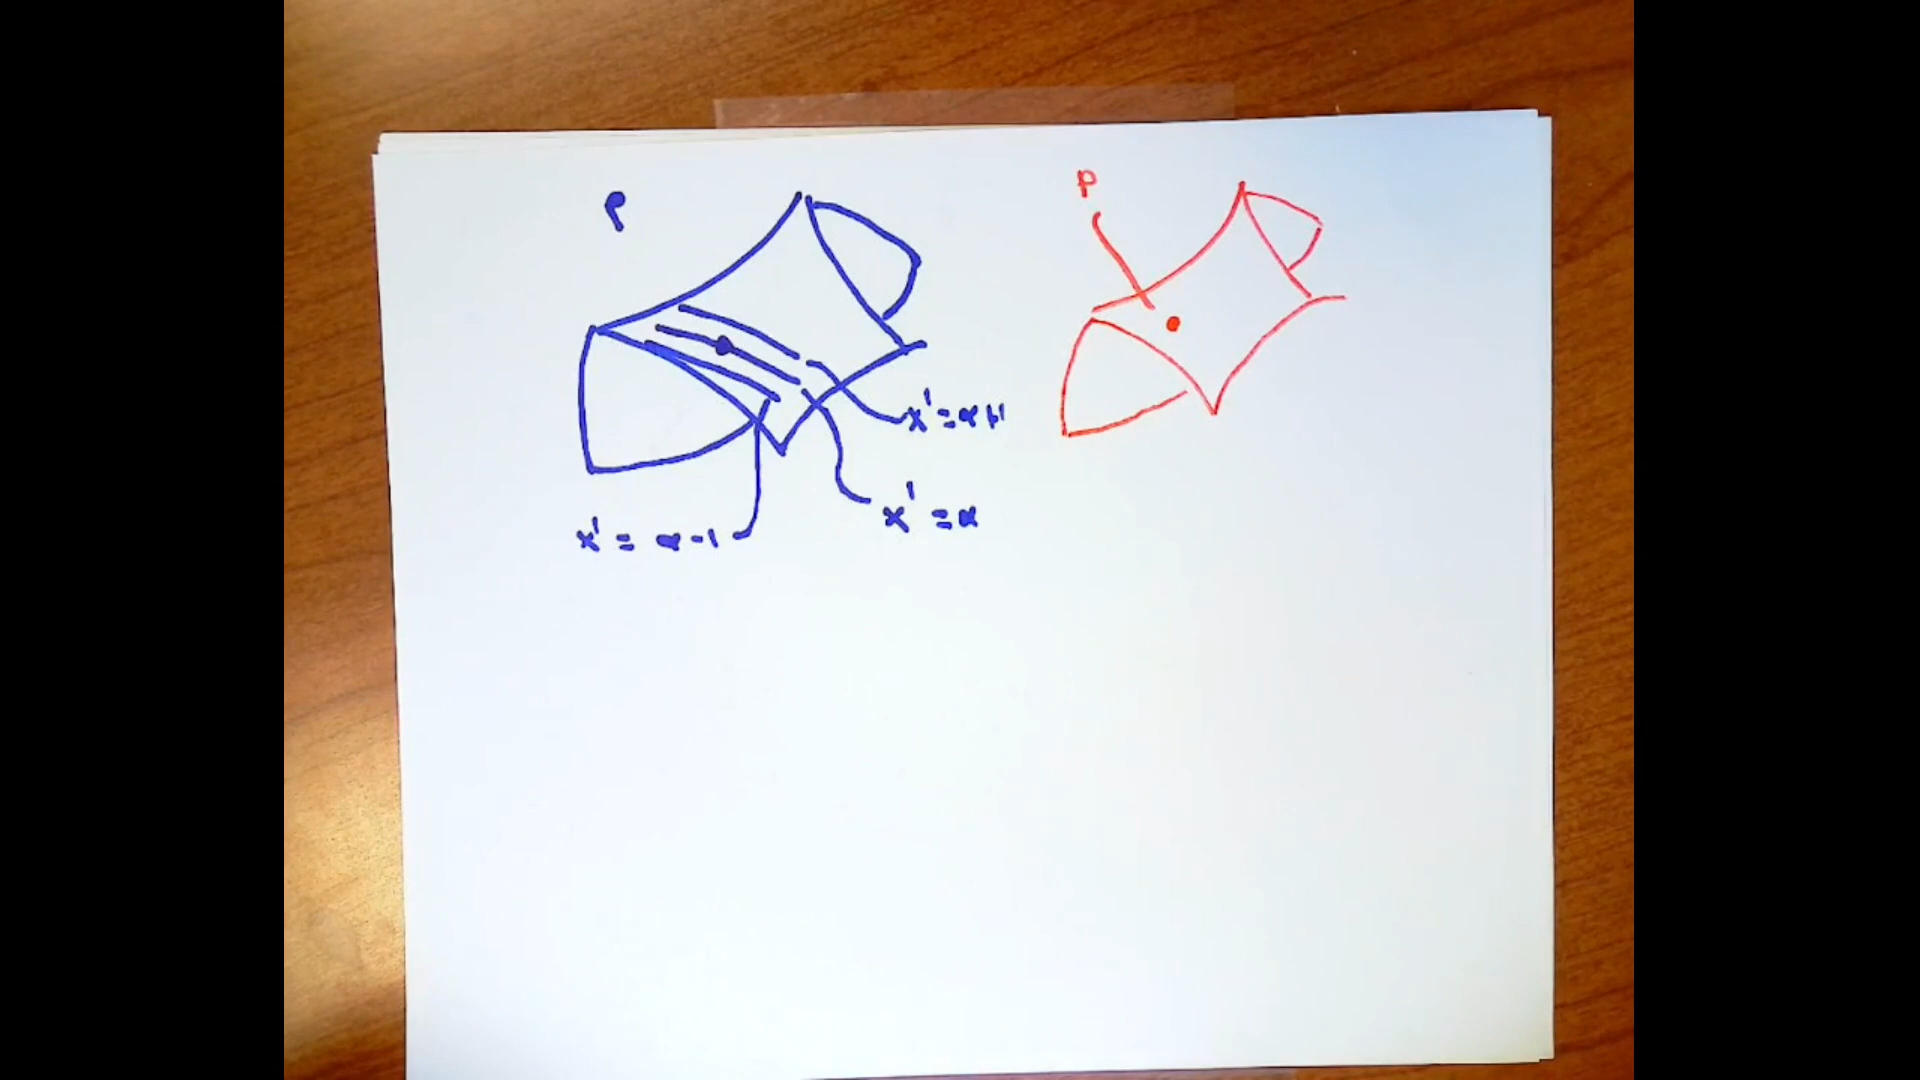 P
P
x¹ = α+1
x¹ = α
x¹ = α-1